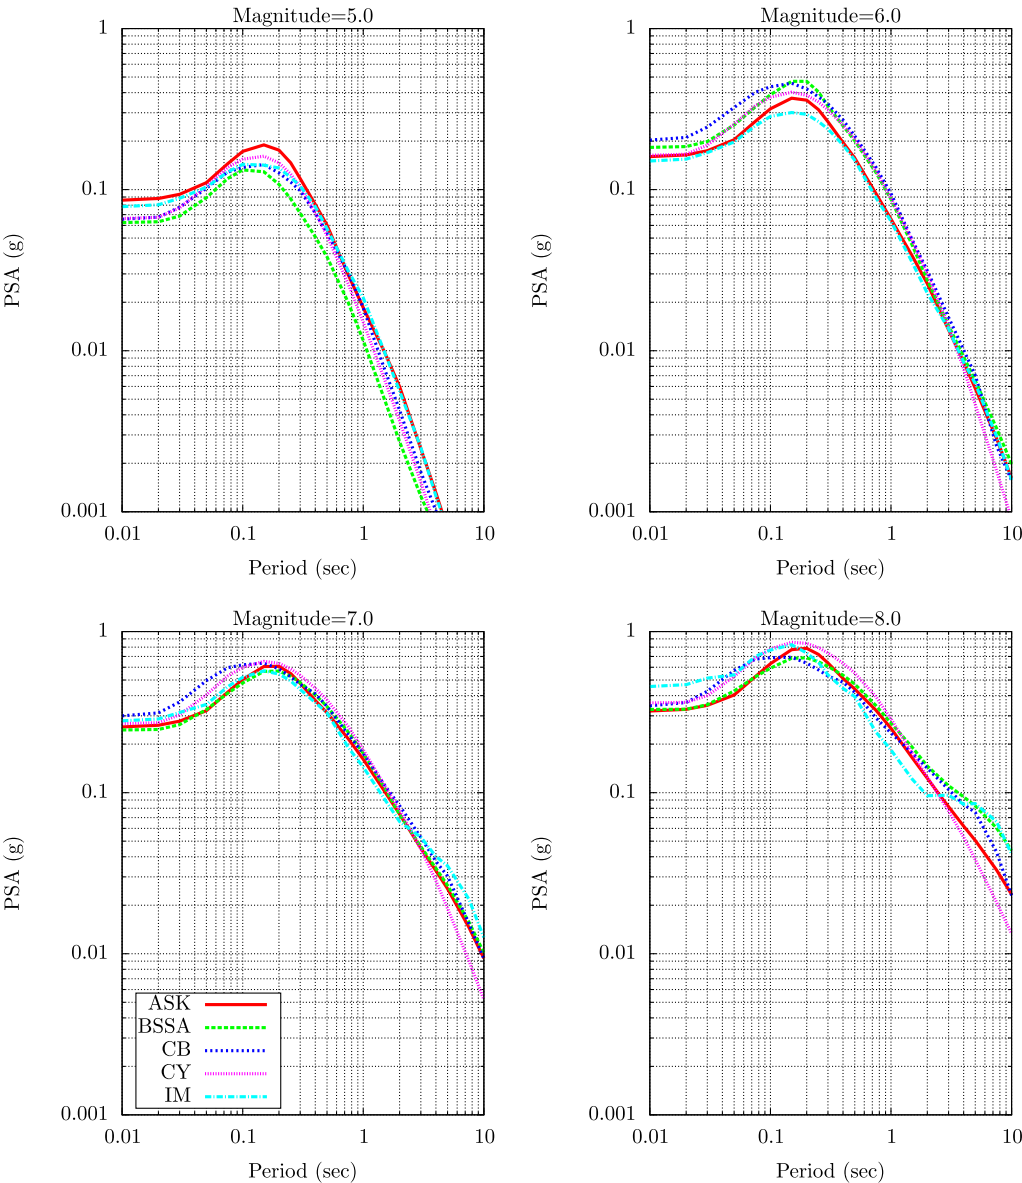 Magnitude=5.0
1
0.1
0.01
0.001
PSA (g)
0.01 0.1 1 10
Period (sec)
Magnitude=6.0
1
0.1
0.01
0.001
PSA (g)
0.01 0.1 1 10
Period (sec)
Magnitude=7.0
1
0.1
0.01
0.001
PSA (g)
ASK
BSSA
CB
CY
IM
0.01 0.1 1 10
Period (sec)
Magnitude=8.0
1
0.1
0.01
0.001
PSA (g)
0.01 0.1 1 10
Period (sec)